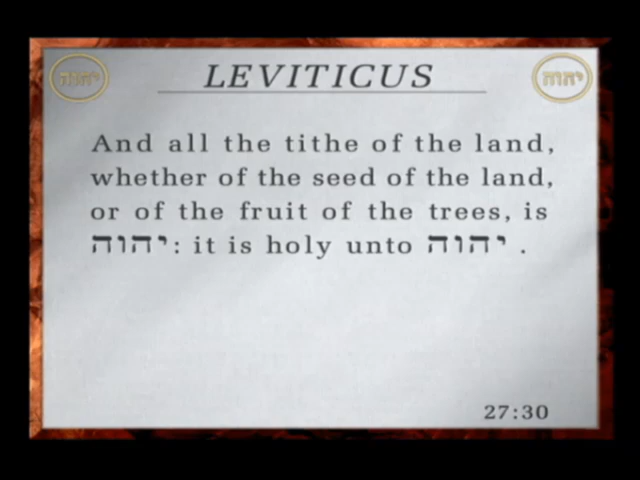 יהוה LEVITICUS יהוה
And all the tithe of the land,
whether of the seed of the land,
or of the fruit of the trees, is
יהוה: it is holy unto יהוה .
27:30